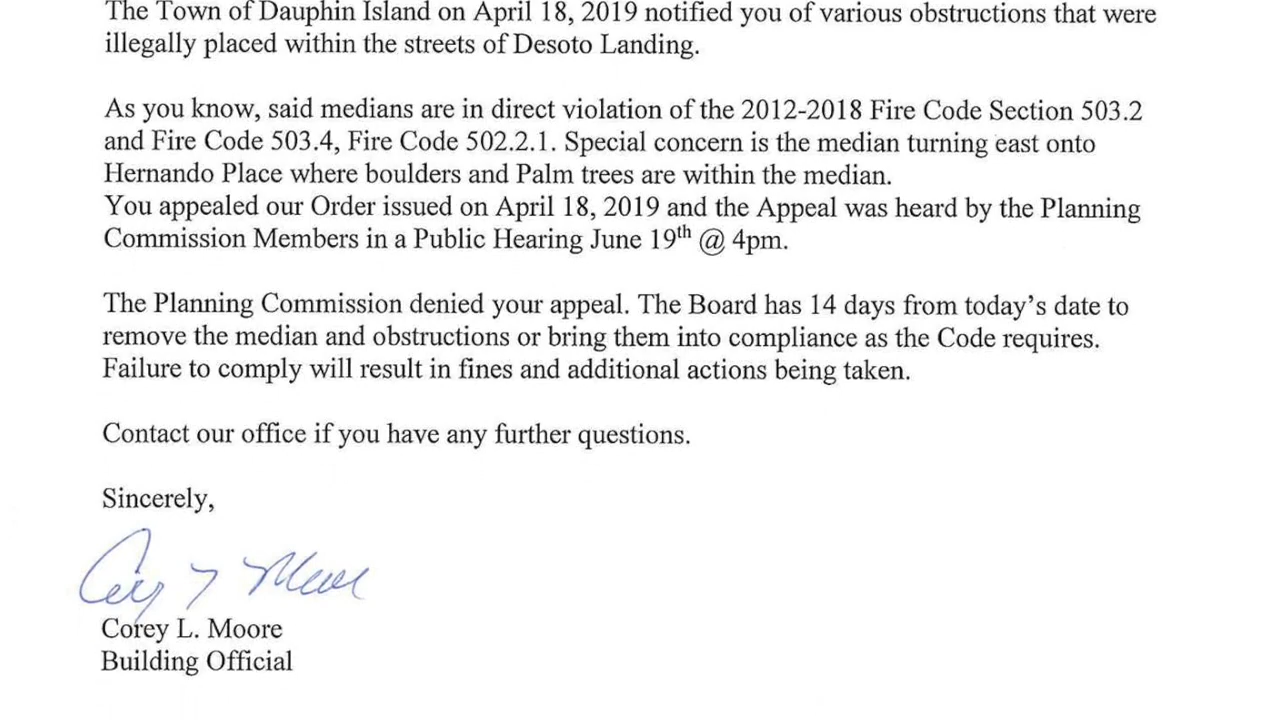 The Town of Dauphin Island on April 18, 2019 notified you of various obstructions that were
illegally placed within the streets of Desoto Landing.
As you know, said medians are in direct violation of the 2012-2018 Fire Code Section 503.2
and Fire Code 503.4, Fire Code 502.2.1. Special concern is the median turning east onto
Hernando Place where boulders and Palm trees are within the median.
You appealed our Order issued on April 18, 2019 and the Appeal was heard by the Planning
Commission Members in a Public Hearing June 19th @ 4pm.
The Planning Commission denied your appeal. The Board has 14 days from today's date to
remove the median and obstructions or bring them into compliance as the Code requires.
Failure to comply will result in fines and additional actions being taken.
Contact our office if you have any further questions.
Sincerely,
Corey L. Moore
Building Official